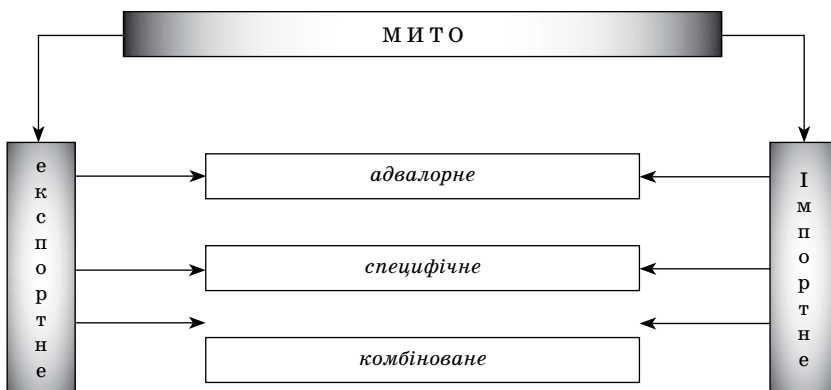 МИТО
експортне
адвалорне
специфічне
комбіноване
Імпортне